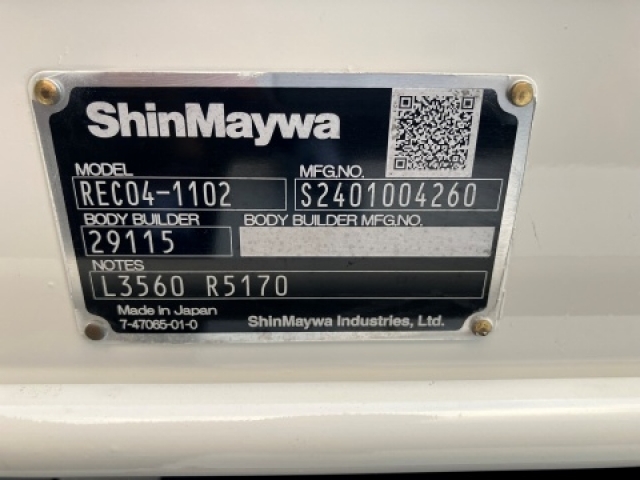 ShinMaywa
MODEL MFG.NO.
REC04-1102 S2401004260
BODY BUILDER BODY BUILDER MFG.NO.
29115
NOTES
L3560 R5170
Made in Japan
7-47065-01-0 ShinMaywa Industries, Ltd.